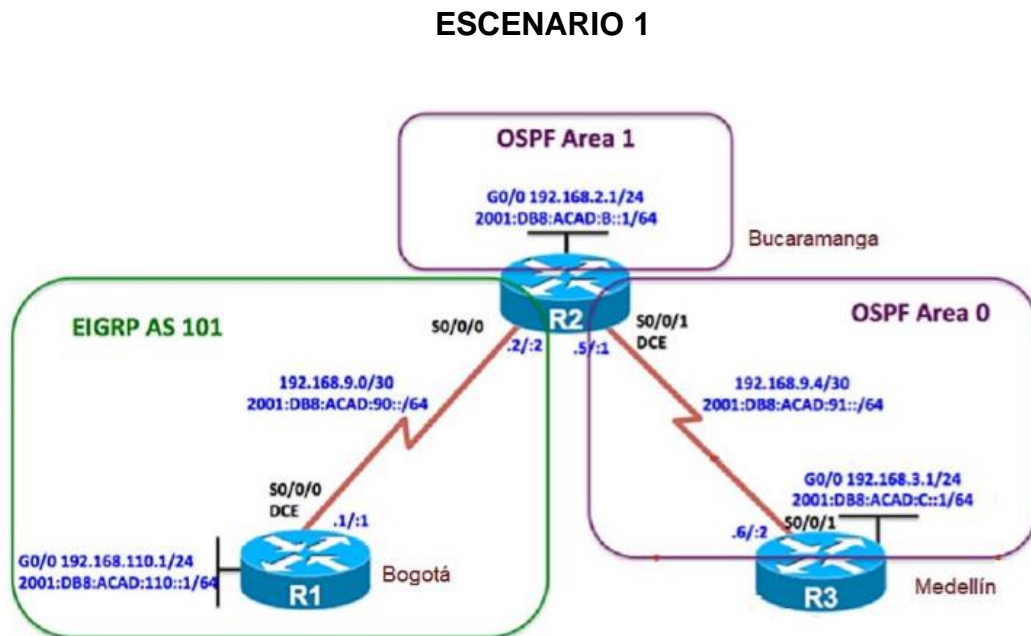 ESCENARIO 1
OSPF Area 1
G0/0 192.168.2.1/24
2001:DB8:ACAD:B::1/64
Bucaramanga
EIGRP AS 101
S0/0/0
R2
S0/0/1
DCE
OSPF Area 0
.2/:2
.5/:1
192.168.9.0/30
2001:DB8:ACAD:90::/64
192.168.9.4/30
2001:DB8:ACAD:91::/64
S0/0/0
DCE
.1/:1
G0/0 192.168.3.1/24
2001:DB8:ACAD:C::1/64
.6/:2
S0/0/1
G0/0 192.168.110.1/24
2001:DB8:ACAD:110::1/64
R1
Bogotá
R3
Medellín